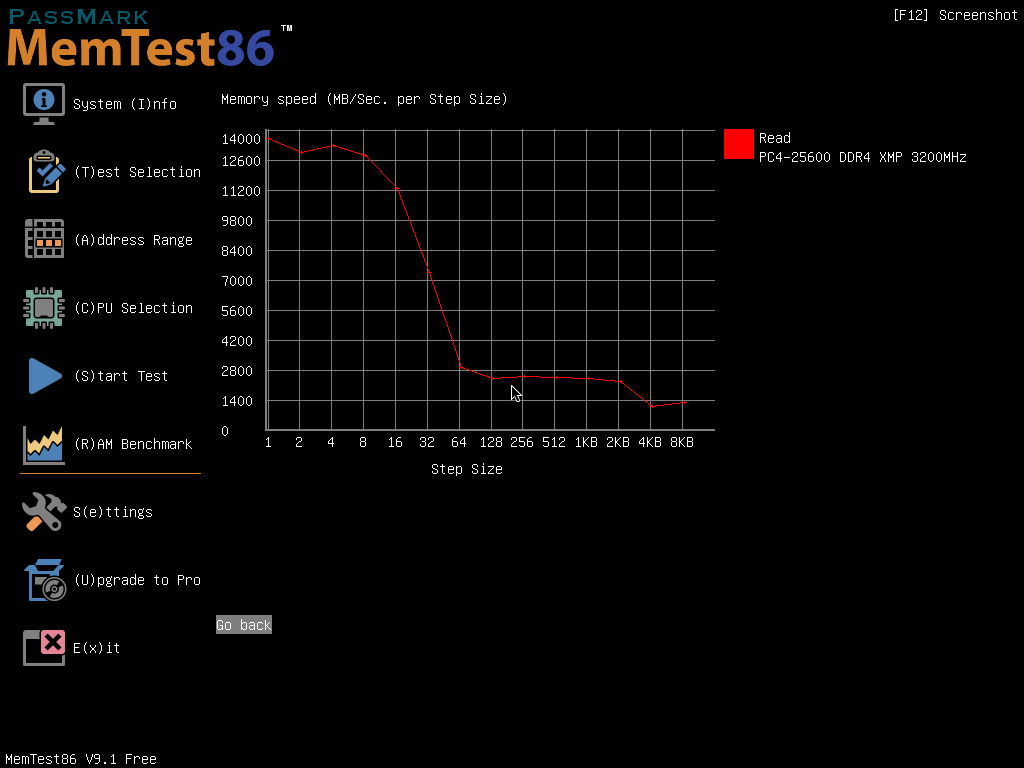 PASSMARK
MemTest86™
[F12] Screenshot
System (I)nfo
(T)est Selection
(A)ddress Range
(C)PU Selection
(S)tart Test
(R)AM Benchmark
S(e)ttings
(U)pgrade to Pro
E(x)it
Memory speed (MB/Sec. per Step Size)
14000
12600
11200
9800
8400
7000
5600
4200
2800
1400
0
1 2 4 8 16 32 64 128 256 512 1KB 2KB 4KB 8KB
Step Size
Read
PC4-25600 DDR4 XMP 3200MHz
Go back
MemTest86 V9.1 Free